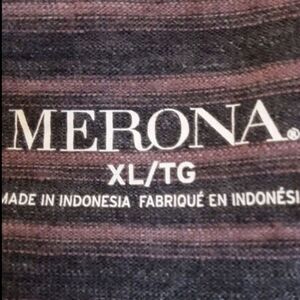 MERONA®
XL/TG
MADE IN INDONESIA FABRIQUÉ EN INDONÉSI